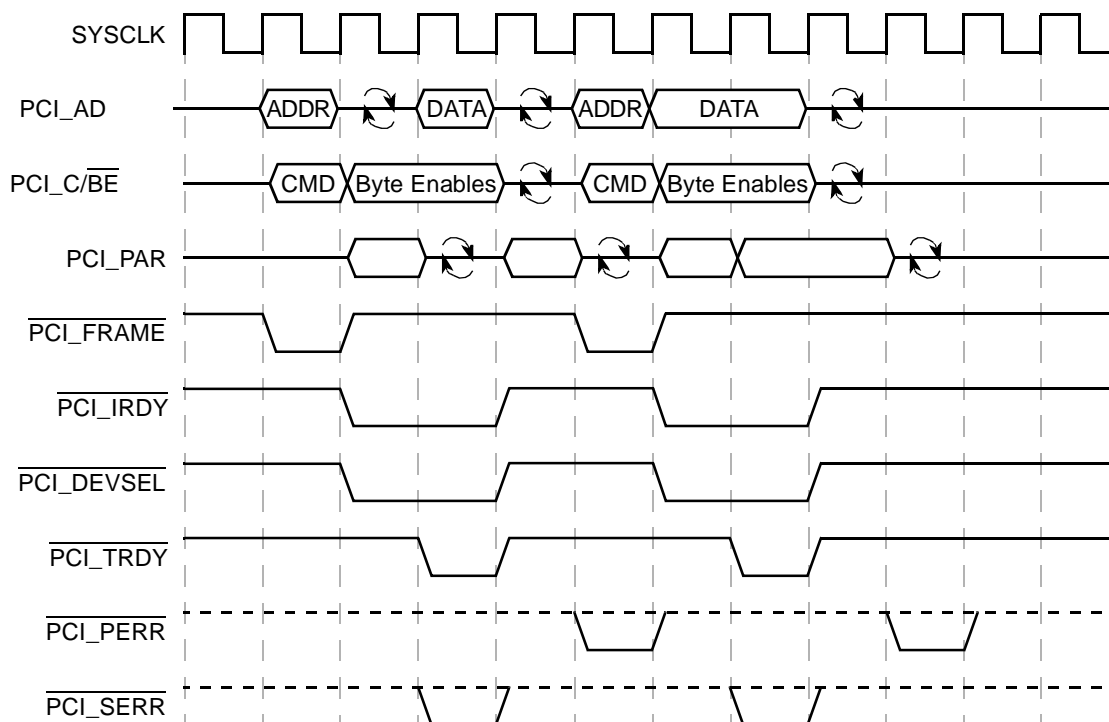 SYSCLK
PCI_AD ADDR DATA ADDR DATA
PCI_C/BE CMD Byte Enables CMD Byte Enables
PCI_PAR
PCI_FRAME
PCI_IRDY
PCI_DEVSEL
PCI_TRDY
PCI_PERR
PCI_SERR